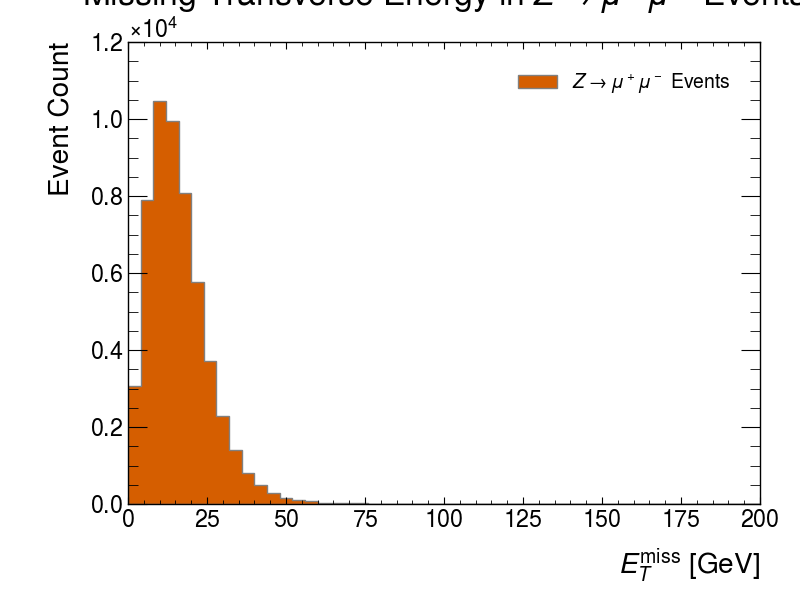 Missing Transverse Energy in Z → μ⁺μ⁻ Events
×10⁴
1.2
1.0
0.8
0.6
0.4
0.2
0.0
Event Count
Z → μ⁺μ⁻ Events
0 25 50 75 100 125 150 175 200
E_T^miss [GeV]